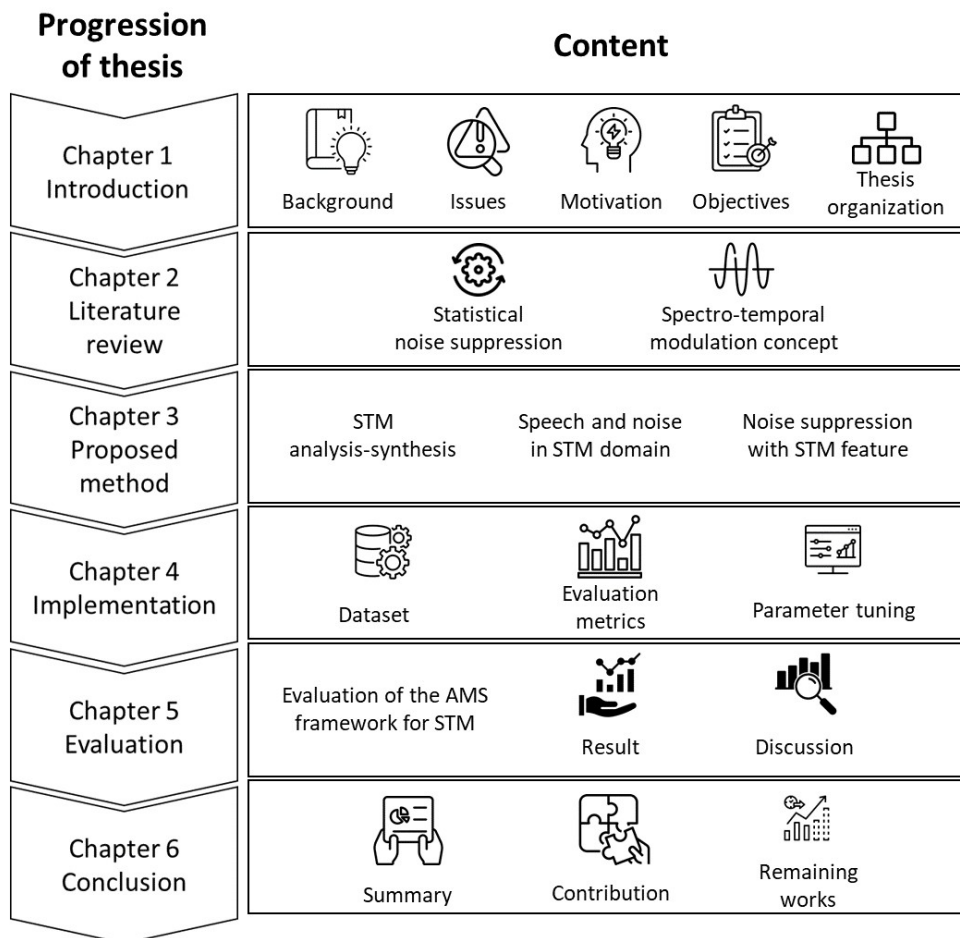 Progression
of thesis
Content
Chapter 1
Introduction
Background
Issues
Motivation
Objectives
Thesis
organization
Chapter 2
Literature
review
Statistical
noise suppression
Spectro-temporal
modulation concept
Chapter 3
Proposed
method
STM
analysis-synthesis
Speech and noise
in STM domain
Noise suppression
with STM feature
Chapter 4
Implementation
Dataset
Evaluation
metrics
Parameter tuning
Chapter 5
Evaluation
Evaluation of the AMS
framework for STM
Result
Discussion
Chapter 6
Conclusion
Summary
Contribution
Remaining
works